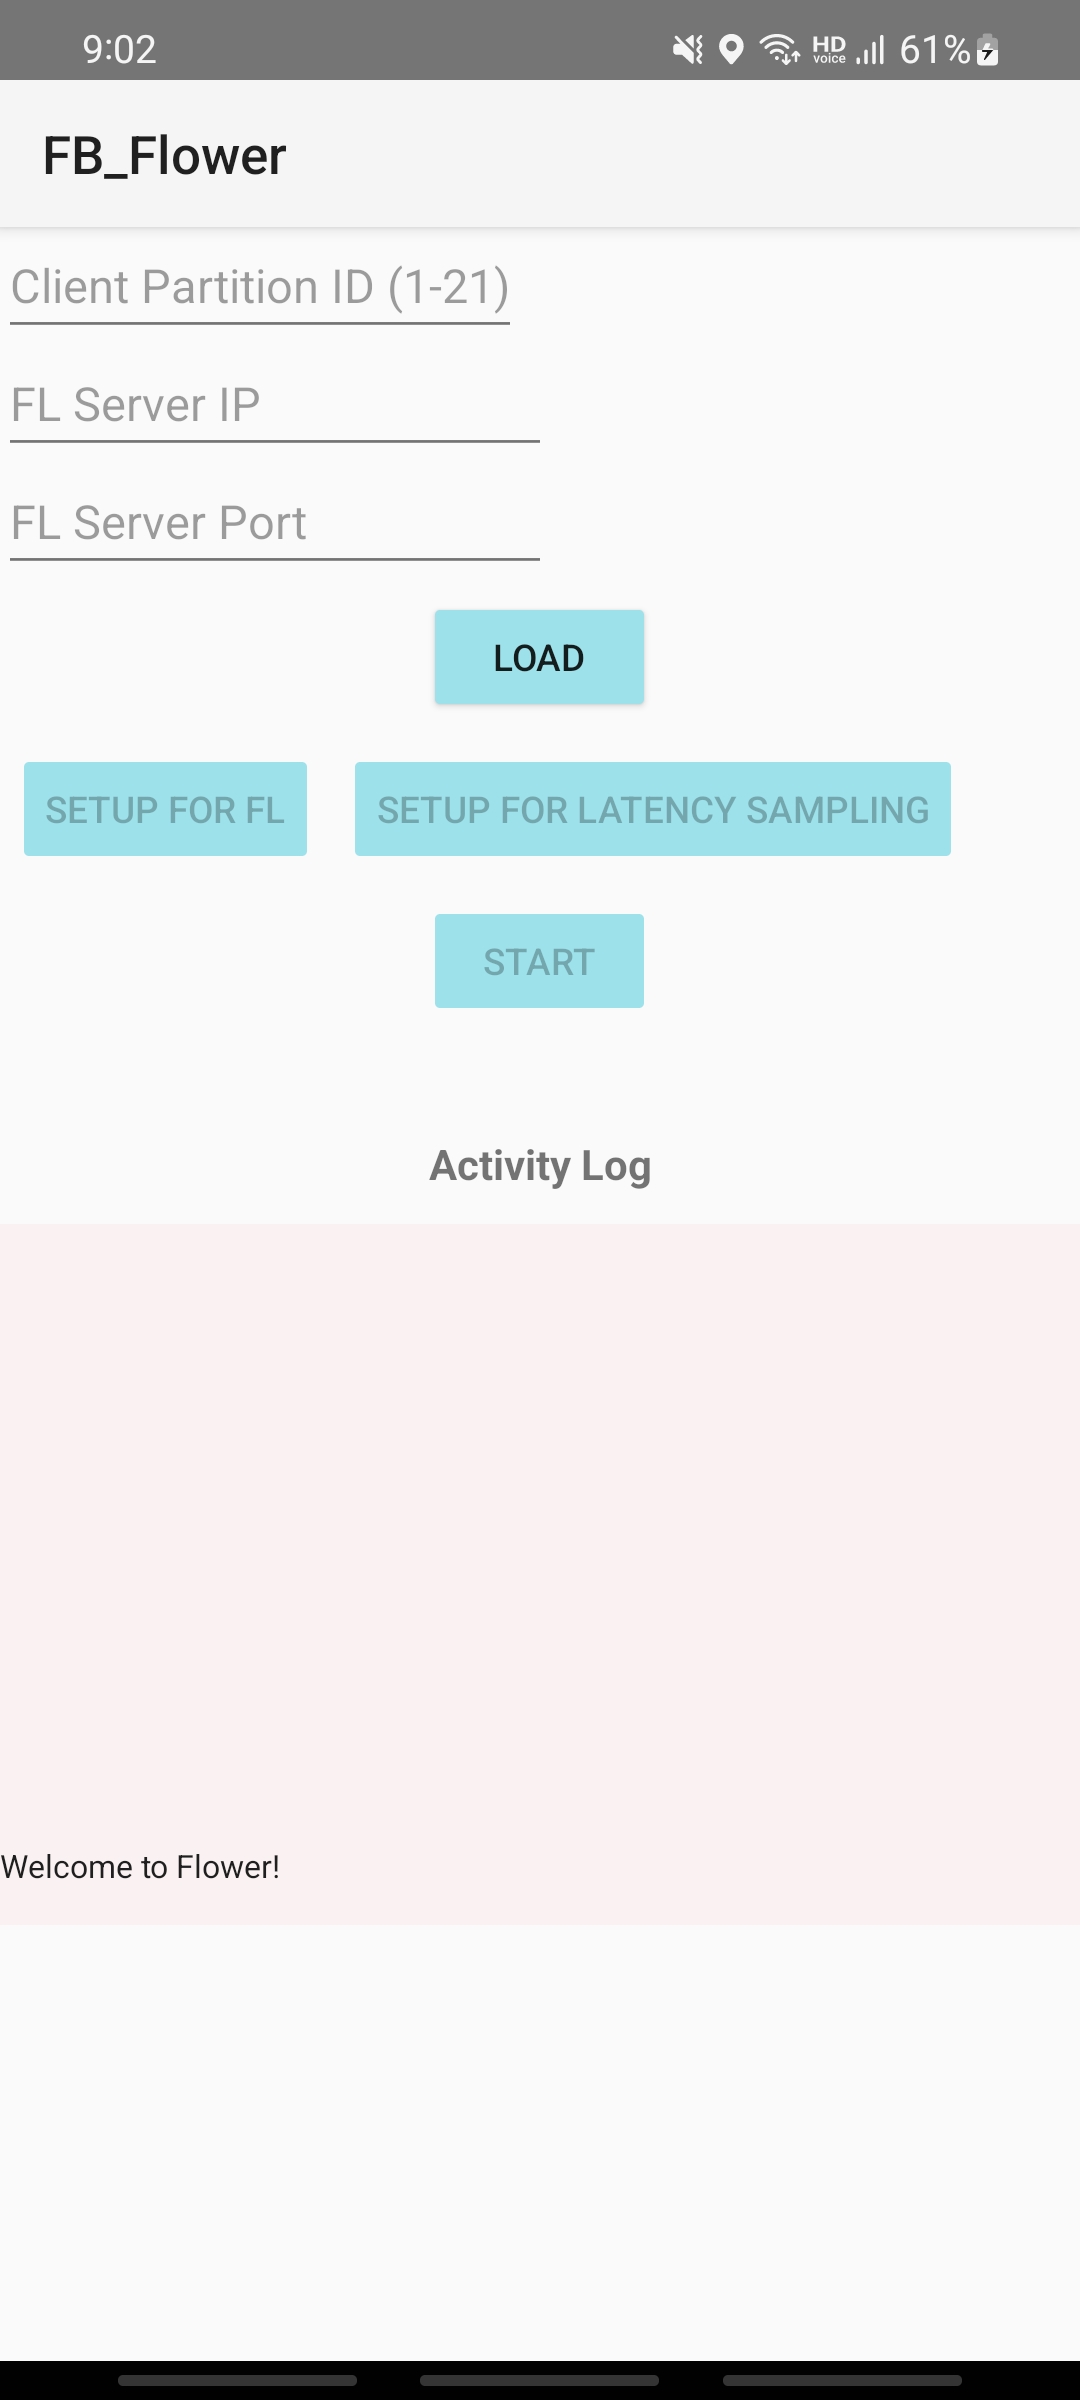 9:02 HD voice 61%
FB_Flower
Client Partition ID (1-21)
FL Server IP
FL Server Port
LOAD
SETUP FOR FL SETUP FOR LATENCY SAMPLING
START
Activity Log
Welcome to Flower!